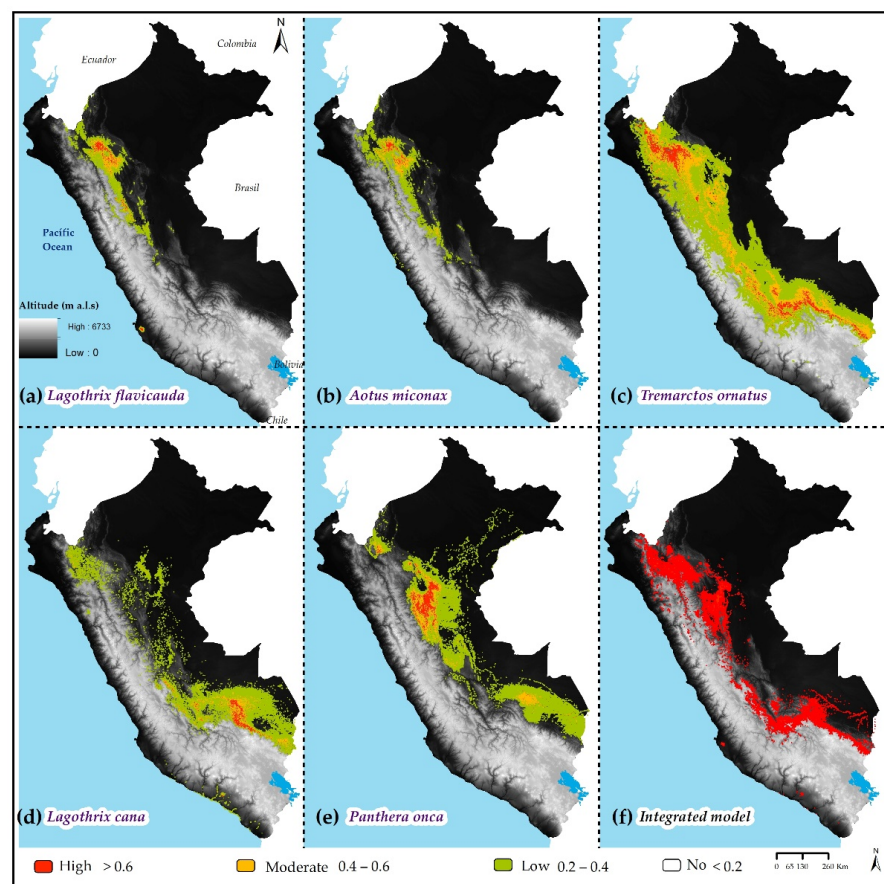 N
Colombia
Ecuador
Brasil
Pacific
Ocean
Altitude (m a.l.s)
High : 6733
Low : 0
Bolivia
Chile
(a) Lagothrix flavicauda
(b) Aotus miconax
(c) Tremarctos ornatus
(d) Lagothrix cana
(e) Panthera onca
(f) Integrated model
High > 0.6
Moderate 0.4 – 0.6
Low 0.2 – 0.4
No < 0.2
0 65 130 260 Km
N